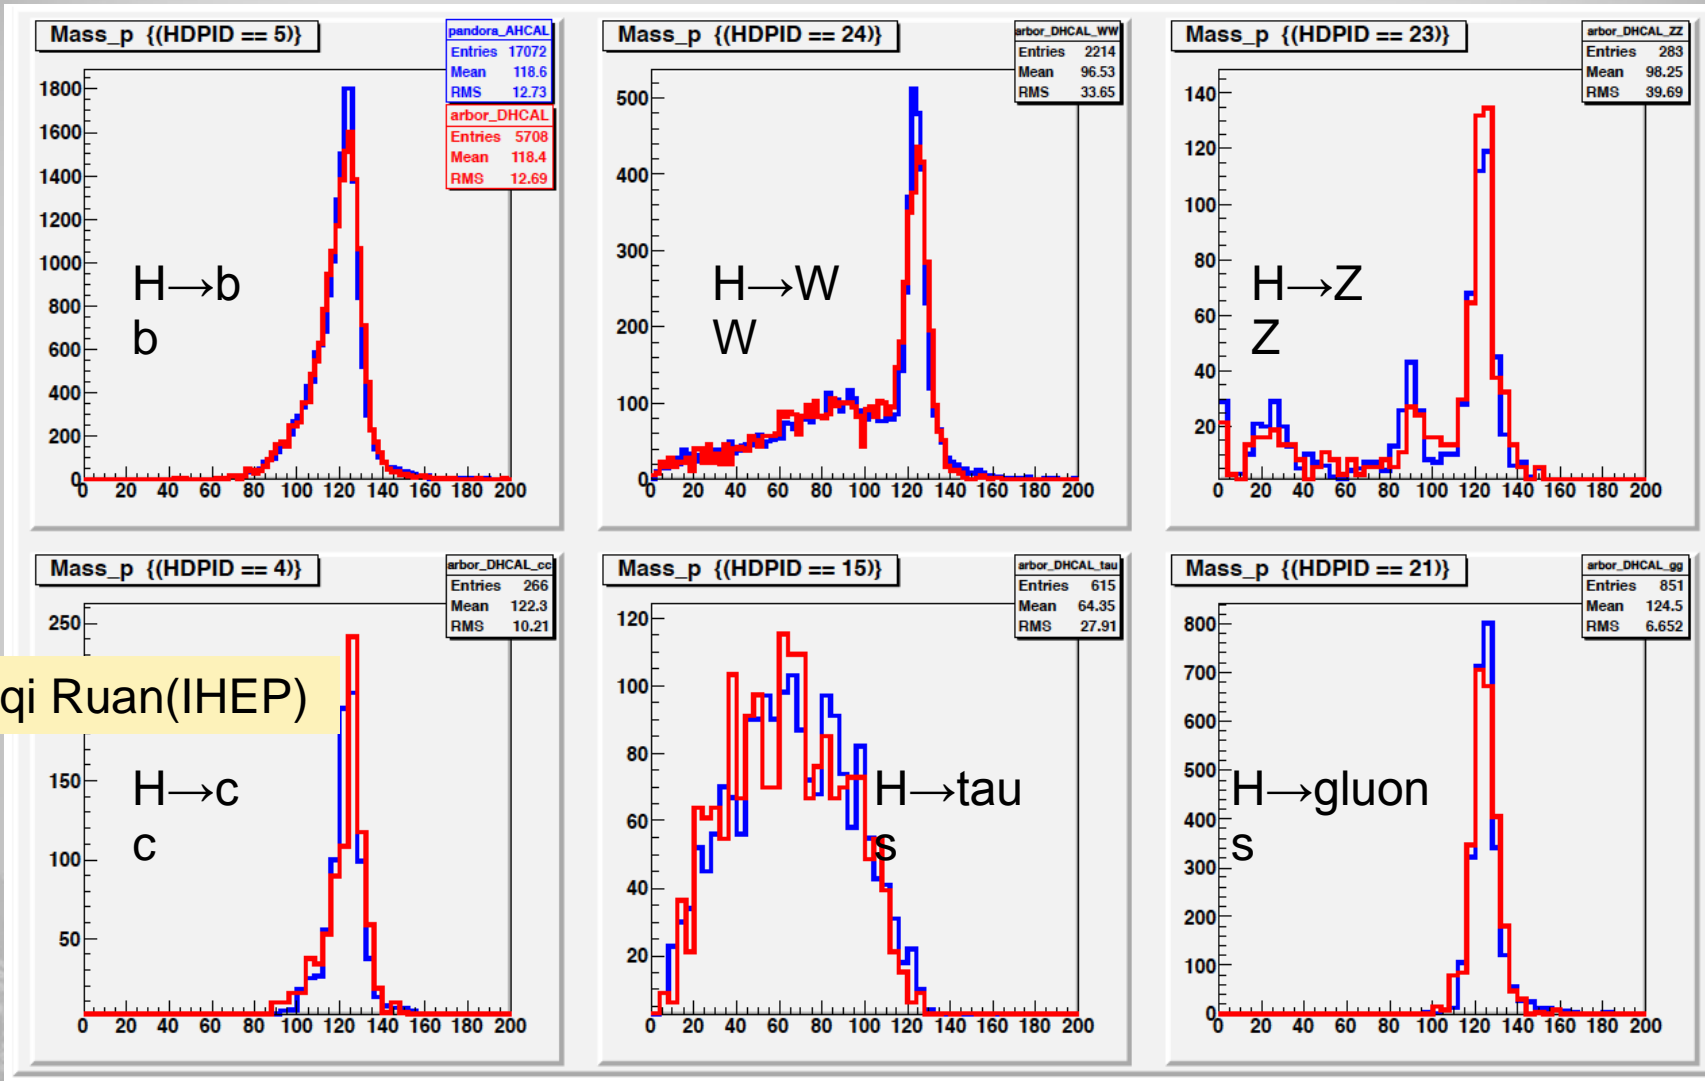 Mass_p {(HDPID == 5)}
pandora_AHCAL
Entries 17072
Mean 118.6
RMS 12.73
arbor_DHCAL
Entries 5708
Mean 118.4
RMS 12.69
1800
1600
1400
1200
1000
800
600
400
200
0
H→b
b
0 20 40 60 80 100 120 140 160 180 200
Mass_p {(HDPID == 24)}
arbor_DHCAL_WW
Entries 2214
Mean 96.53
RMS 33.65
500
400
300
200
100
0
H→W
W
0 20 40 60 80 100 120 140 160 180 200
Mass_p {(HDPID == 23)}
arbor_DHCAL_ZZ
Entries 283
Mean 98.25
RMS 39.69
140
120
100
80
60
40
20
H→Z
Z
0 20 40 60 80 100 120 140 160 180 200
Mass_p {(HDPID == 4)}
arbor_DHCAL_cc
Entries 266
Mean 122.3
RMS 10.21
250
qi Ruan(IHEP)
150
100
50
H→c
c
0 20 40 60 80 100 120 140 160 180 200
Mass_p {(HDPID == 15)}
arbor_DHCAL_tau
Entries 615
Mean 64.35
RMS 27.91
120
100
80
60
40
20
H→tau
s
0 20 40 60 80 100 120 140 160 180 200
Mass_p {(HDPID == 21)}
arbor_DHCAL_gg
Entries 851
Mean 124.5
RMS 6.652
800
700
600
500
400
300
200
100
0
H→gluon
s
0 20 40 60 80 100 120 140 160 180 200